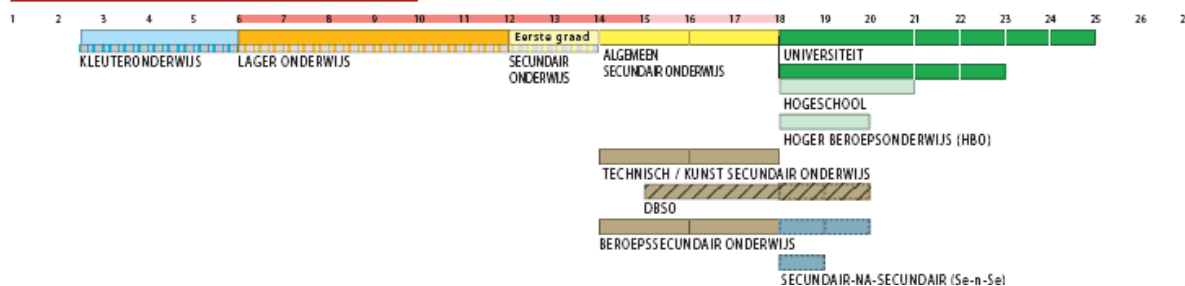 1 2 3 4 5 6 7 8 9 10 11 12 13 14 15 16 17 18 19 20 21 22 23 24 25 26 2
Eerste graad
KLEUTERONDERWIJS LAGER ONDERWIJS SECUNDAIR ALGEMEEN UNIVERSITEIT
ONDERWIJS SECUNDAIR ONDERWIJS
HOGESCHOOL
HOGER BEROEPSONDERWIJS (HBO)
TECHNISCH / KUNST SECUNDAIR ONDERWIJS
DBSO
BEROEPSSECUNDAIR ONDERWIJS
SECUNDAIR-NA-SECUNDAIR (Se-n-Se)